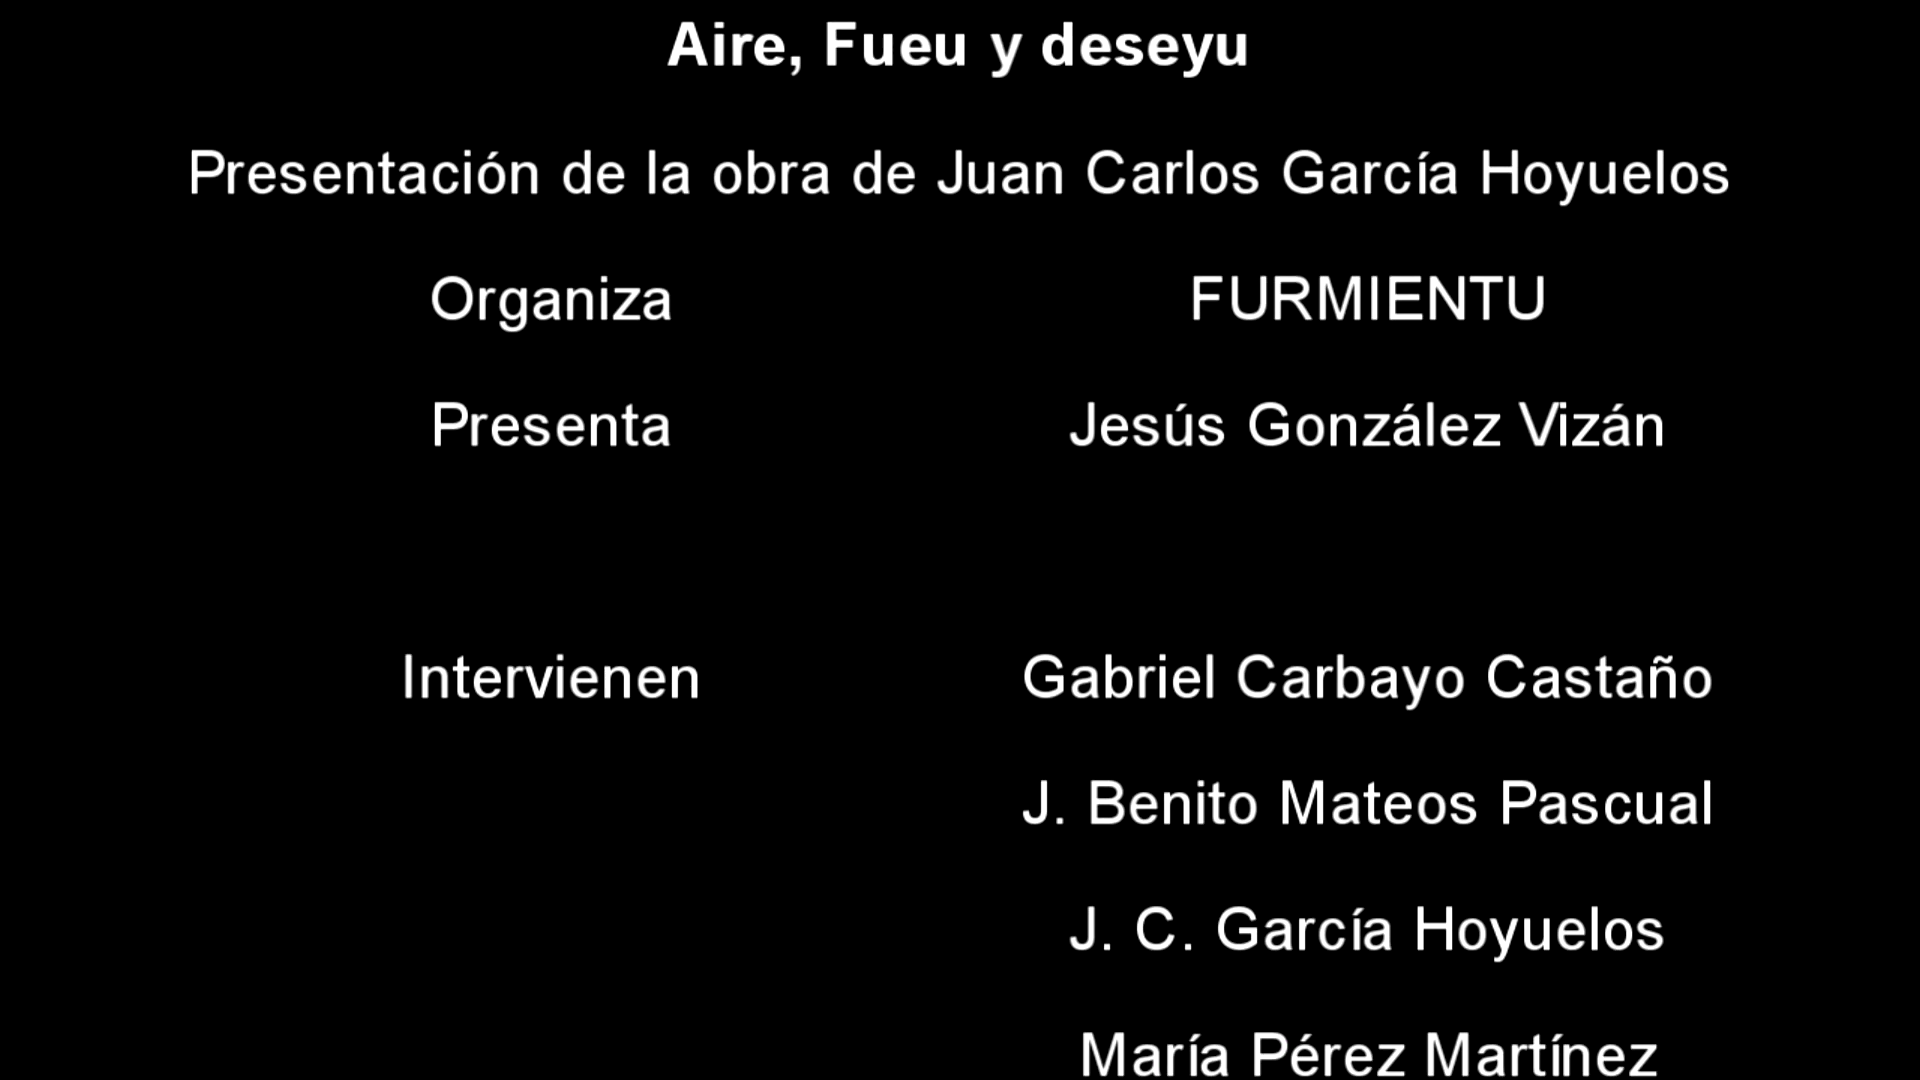 Aire, Fueu y deseyu
Presentación de la obra de Juan Carlos García Hoyuelos
Organiza FURMIENTU
Presenta Jesús González Vizán
Intervienen Gabriel Carbayo Castaño
J. Benito Mateos Pascual
J. C. García Hoyuelos
María Pérez Martínez